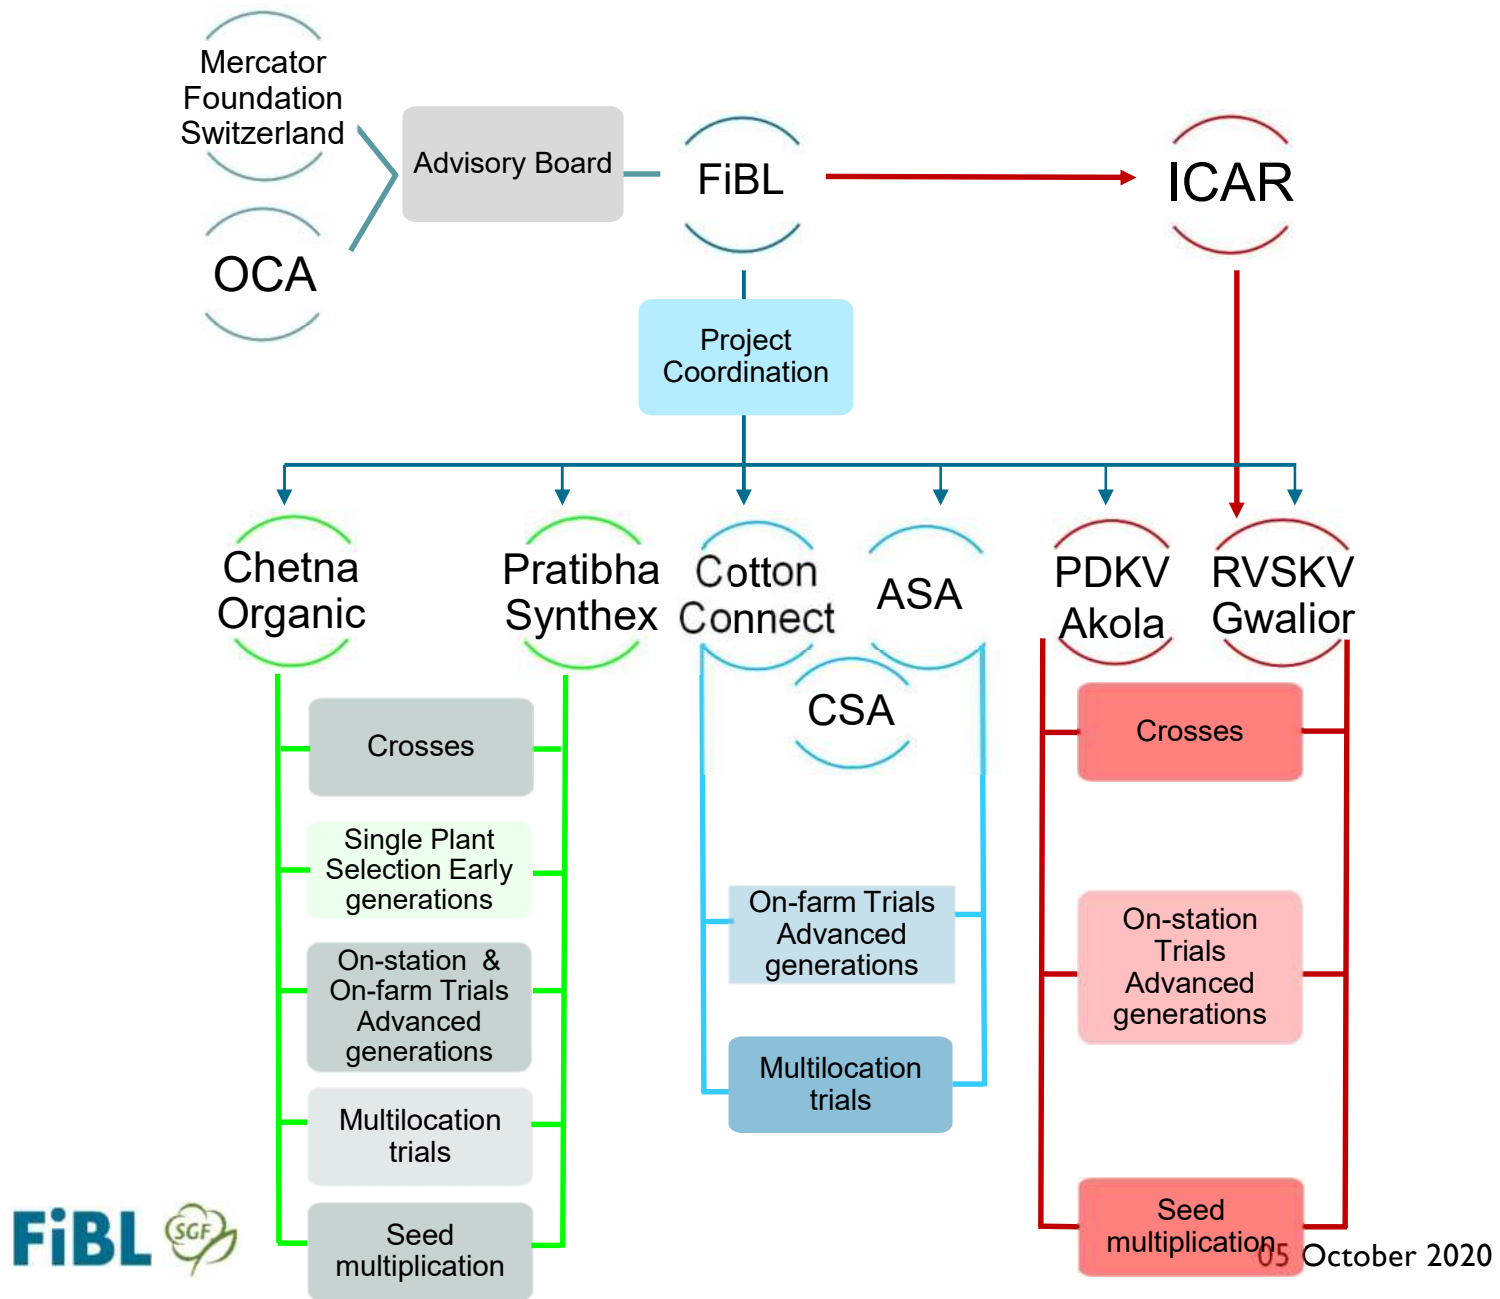 Mercator
Foundation
Switzerland
Advisory Board
FiBL
ICAR
OCA
Project
Coordination
Chetna
Organic
Pratibha
Synthex
Cotton
Connect
ASA
CSA
PDKV
Akola
RVSKV
Gwalior
Crosses
Single Plant
Selection Early
generations
On-station &
On-farm Trials
Advanced
generations
Multilocation
trials
Seed
multiplication
On-farm Trials
Advanced
generations
Multilocation
trials
Crosses
On-station
Trials
Advanced
generations
Seed
multiplication
FiBL
SGF
05 October 2020